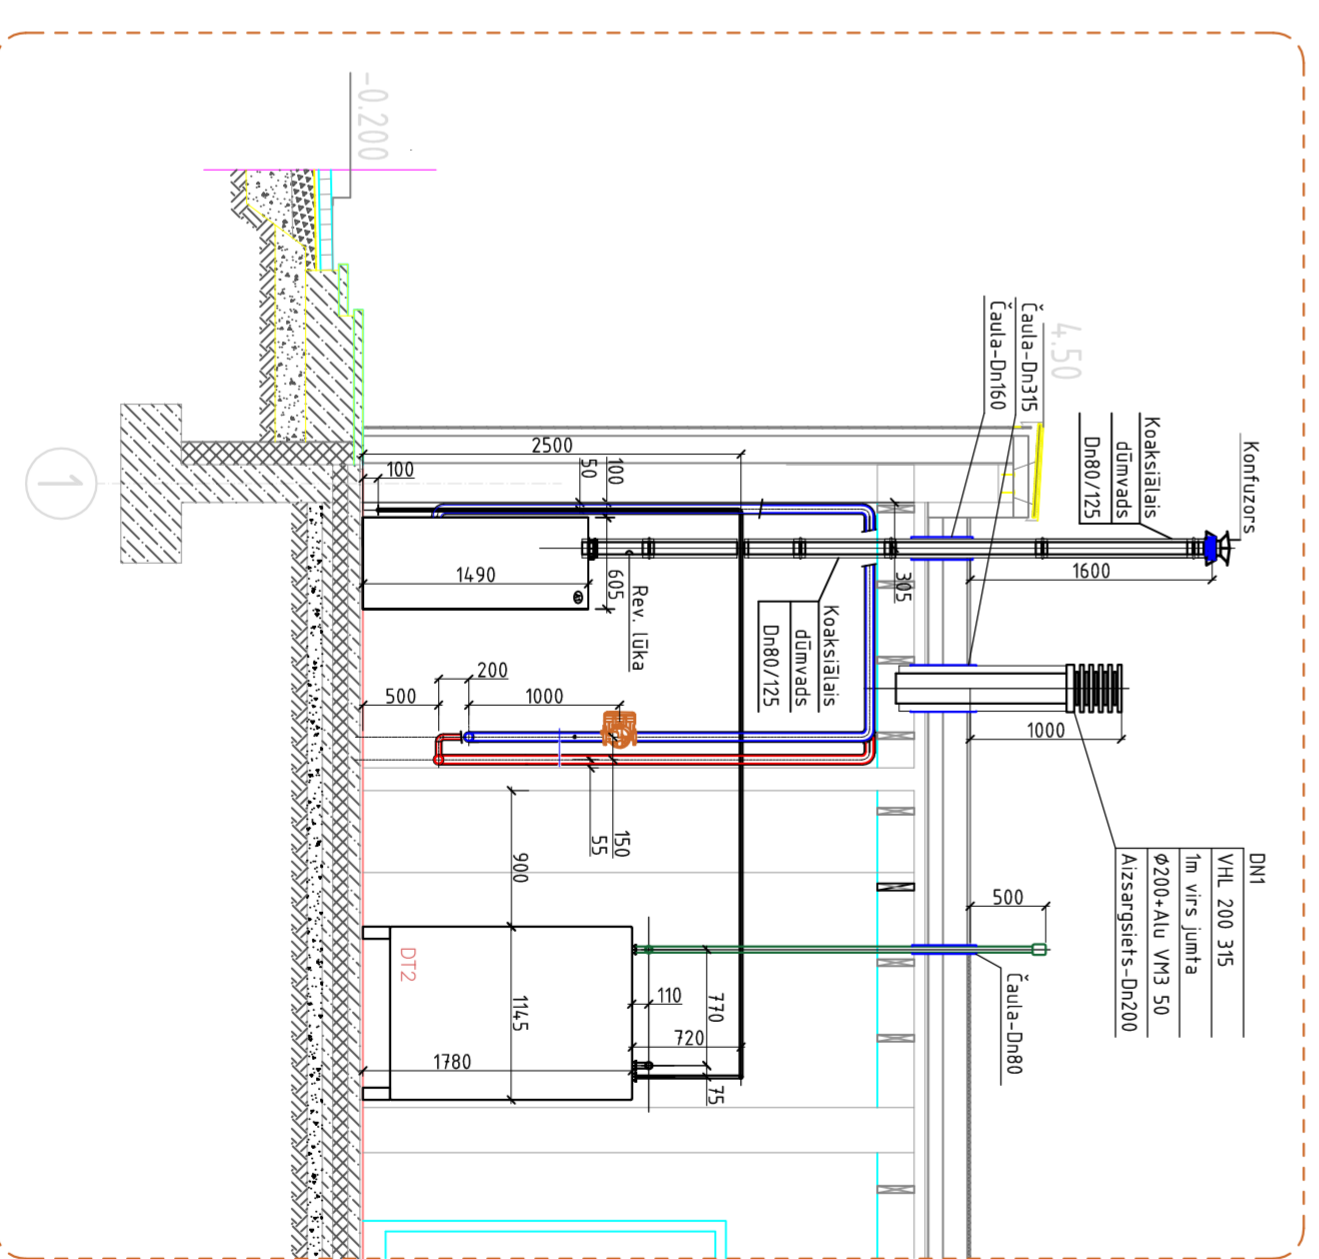 -0.200
4.50
Čaula-Dn315
Čaula-Dn160
Koaksiālais
dūmvads
Dn80/125
Konfuzors
1
2500
100
50
100
1490
605
305
1600
Rev. lūka
Koaksiālais
dūmvads
Dn80/125
200
500
1000
1000
150
55
900
DN1
VHL 200 315
1m virs jumta
Ø200+Alu VM3 50
Aizsargsiets-Dn200
500
DT2
1145
1780
110
770
720
75
Čaula-Dn80